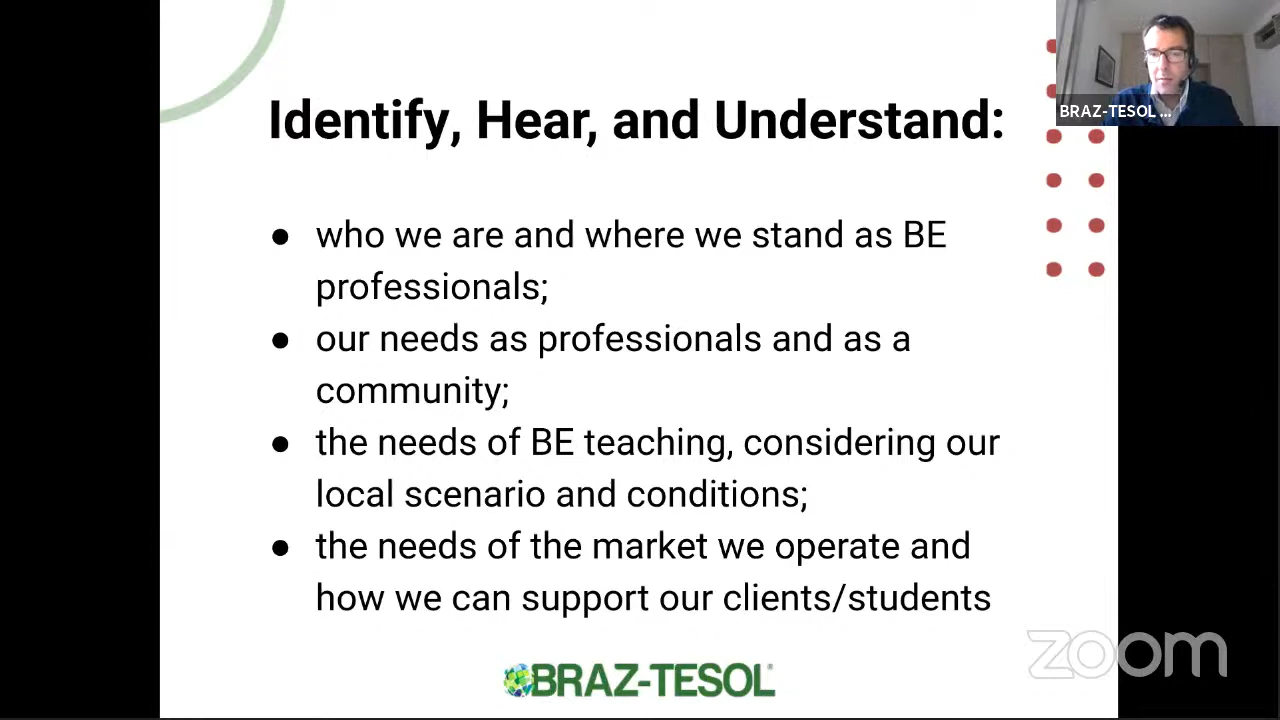 Identify, Hear, and Understand:
BRAZ-TESOL ...
● who we are and where we stand as BE
professionals;
● our needs as professionals and as a
community;
● the needs of BE teaching, considering our
local scenario and conditions;
● the needs of the market we operate and
how we can support our clients/students
zoom
BRAZ-TESOL®